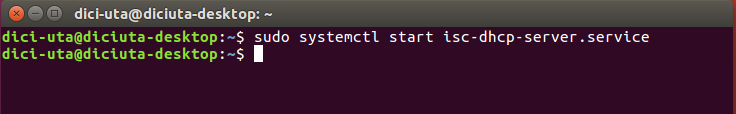 dici-uta@diciuta-desktop: ~
dici-uta@diciuta-desktop:~$ sudo systemctl start isc-dhcp-server.service
dici-uta@diciuta-desktop:~$